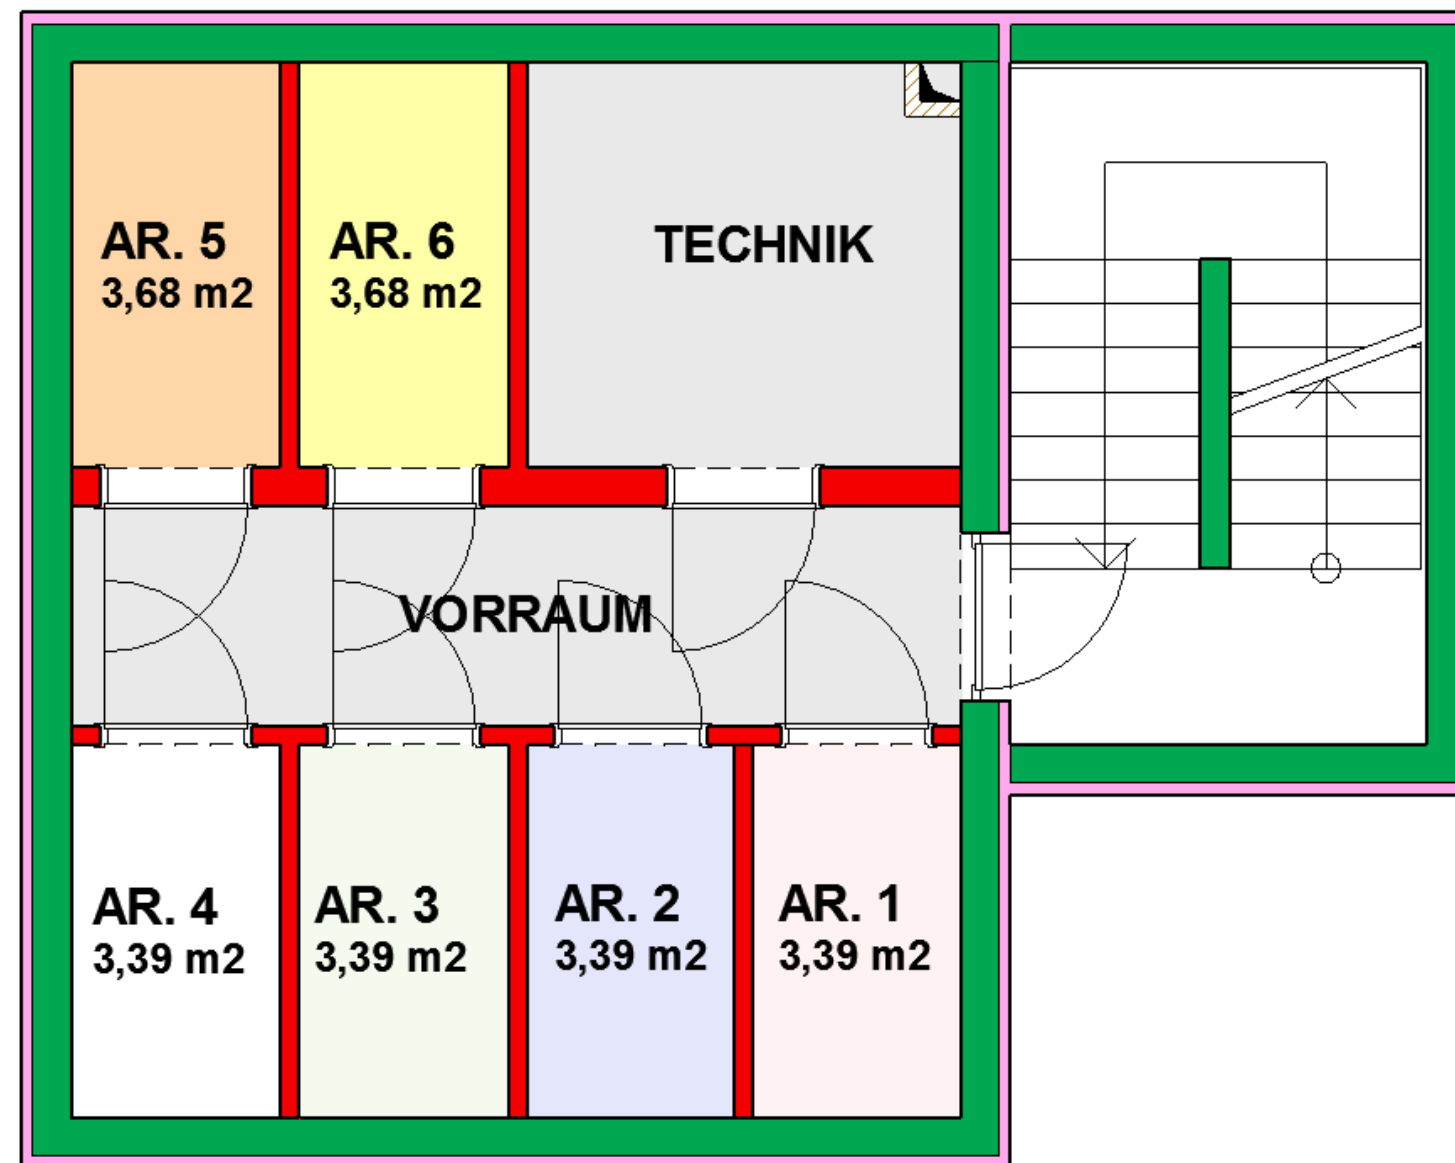 AR. 5
3,68 m2
AR. 6
3,68 m2
TECHNIK
VORRAUM
AR. 4
3,39 m2
AR. 3
3,39 m2
AR. 2
3,39 m2
AR. 1
3,39 m2